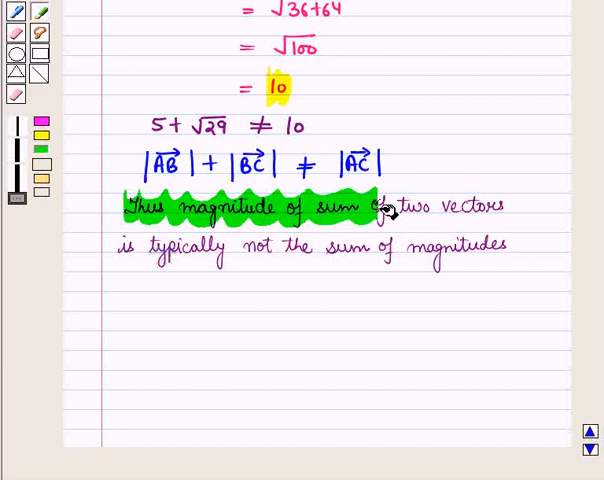 = √36+64
= √100
= 10
5 + √29 ≠ 10
|AB→| + |BC→| ≠ |AC→|
Thus magnitude of sum of two vectors
is typically not the sum of magnitudes